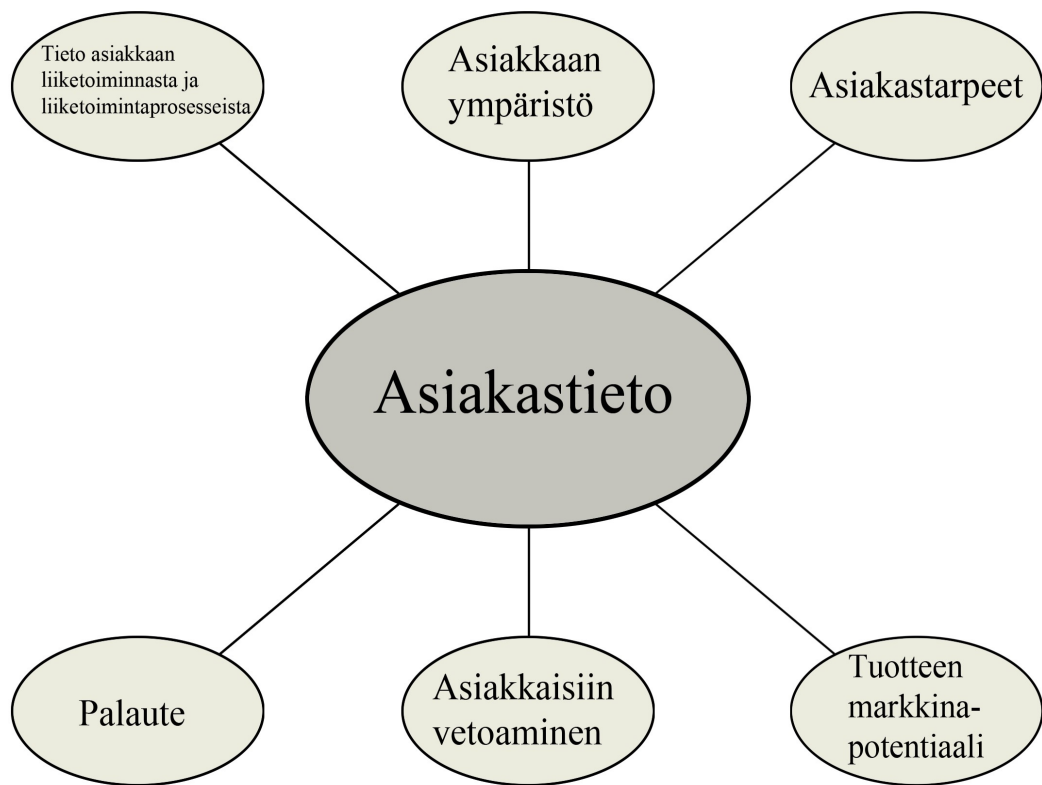 Tieto asiakkaan
liiketoiminnasta ja
liiketoimintaprosesseista
Asiakkaan
ympäristö
Asiakastarpeet
Asiakastieto
Palaute
Asiakkaisiin
vetoaminen
Tuotteen
markkina-
potentiaali